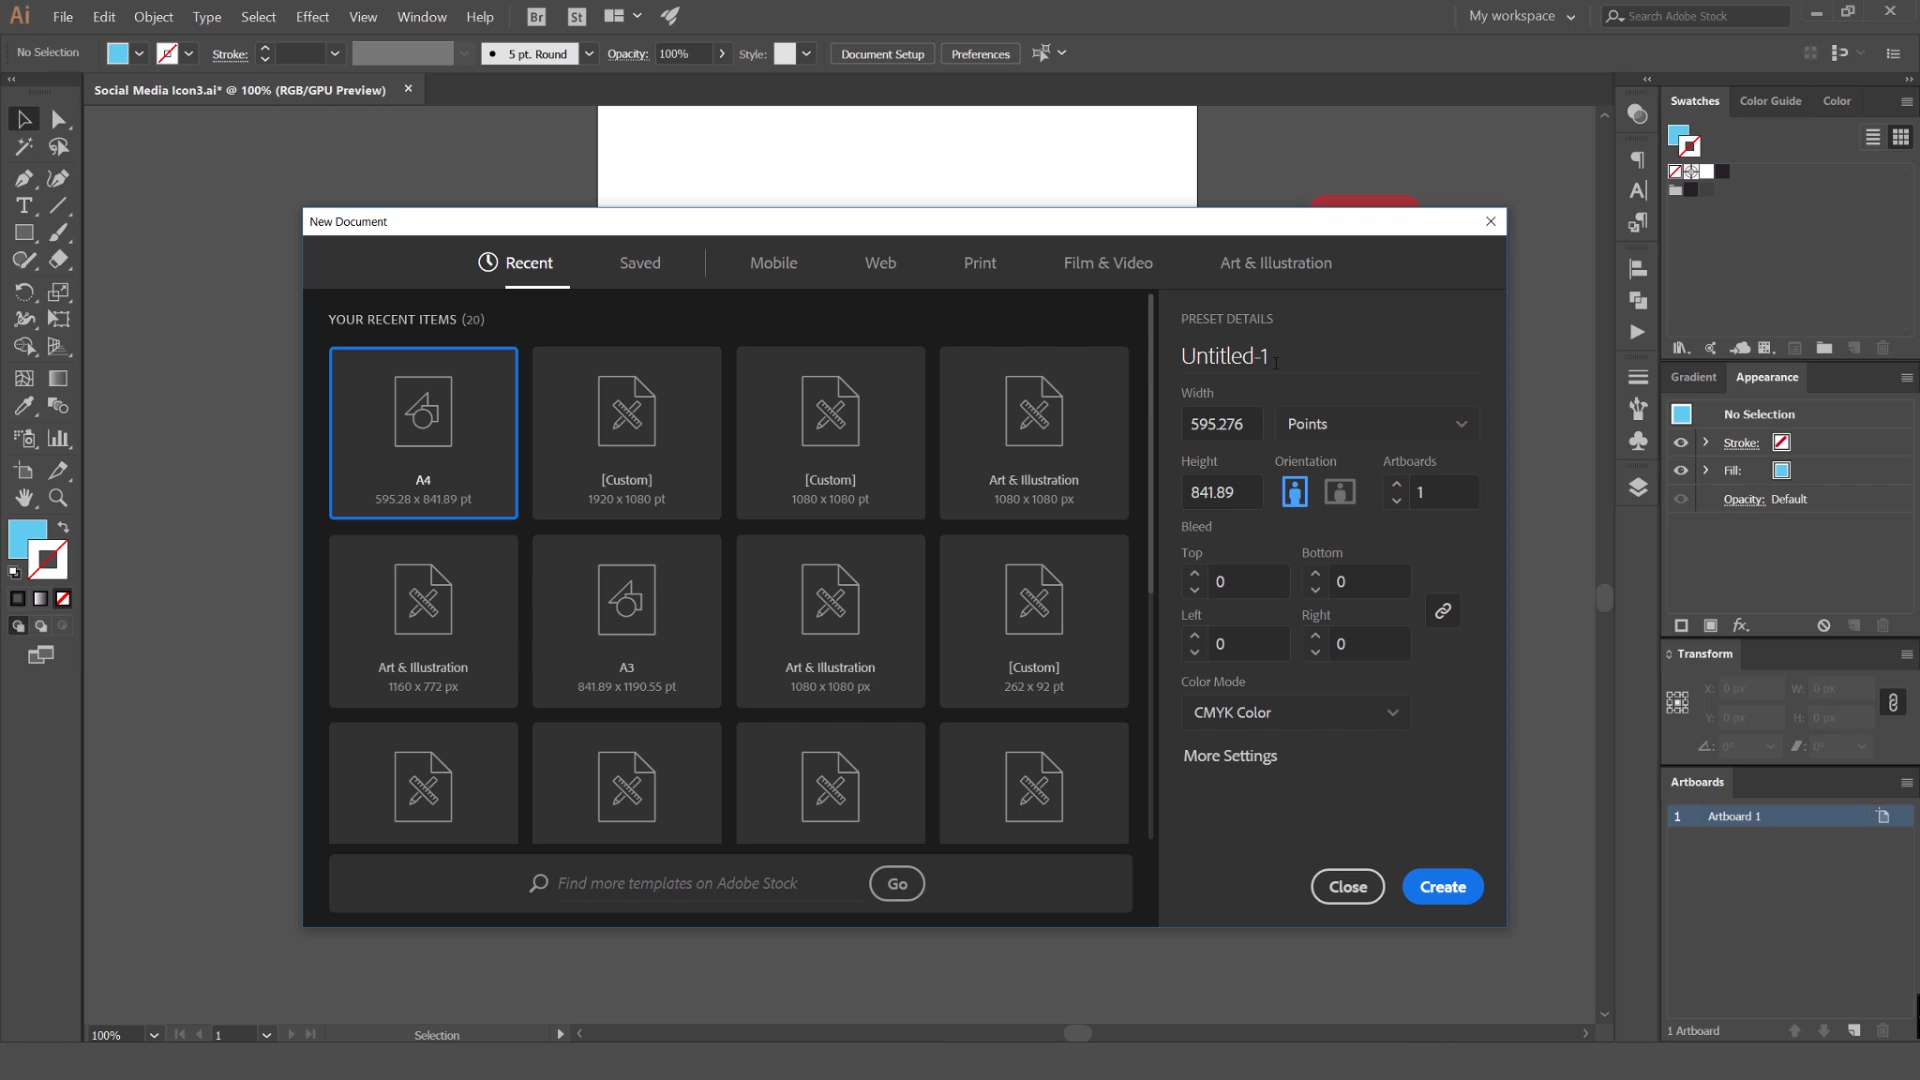 Ai File Edit Object Type Select Effect View Window Help Br St My workspace Search Adobe Stock
No Selection Stroke: 5 pt. Round Opacity: 100% Style: Document Setup Preferences
Social Media Icon3.ai* @ 100% (RGB/GPU Preview)
Swatches Color Guide Color
New Document
Recent Saved Mobile Web Print Film & Video Art & Illustration
YOUR RECENT ITEMS (20)
A4
595.28 x 841.89 pt
[Custom]
1920 x 1080 pt
[Custom]
1080 x 1080 pt
Art & Illustration
1080 x 1080 px
Art & Illustration
1160 x 772 px
A3
841.89 x 1190.55 pt
Art & Illustration
1080 x 1080 px
[Custom]
262 x 92 pt
Find more templates on Adobe Stock Go
PRESET DETAILS
Untitled-1
Width
595.276 Points
Height Orientation Artboards
841.89 1
Bleed
Top Bottom
0 0
Left Right
0 0
Color Mode
CMYK Color
More Settings
Close Create
Gradient Appearance
No Selection
Stroke:
Fill:
Opacity: Default
fx
Transform
X: 0 px W: 0 px
Y: 0 px H: 0 px
0° 0°
Artboards
1 Artboard 1
1 Artboard
100% 1 Selection